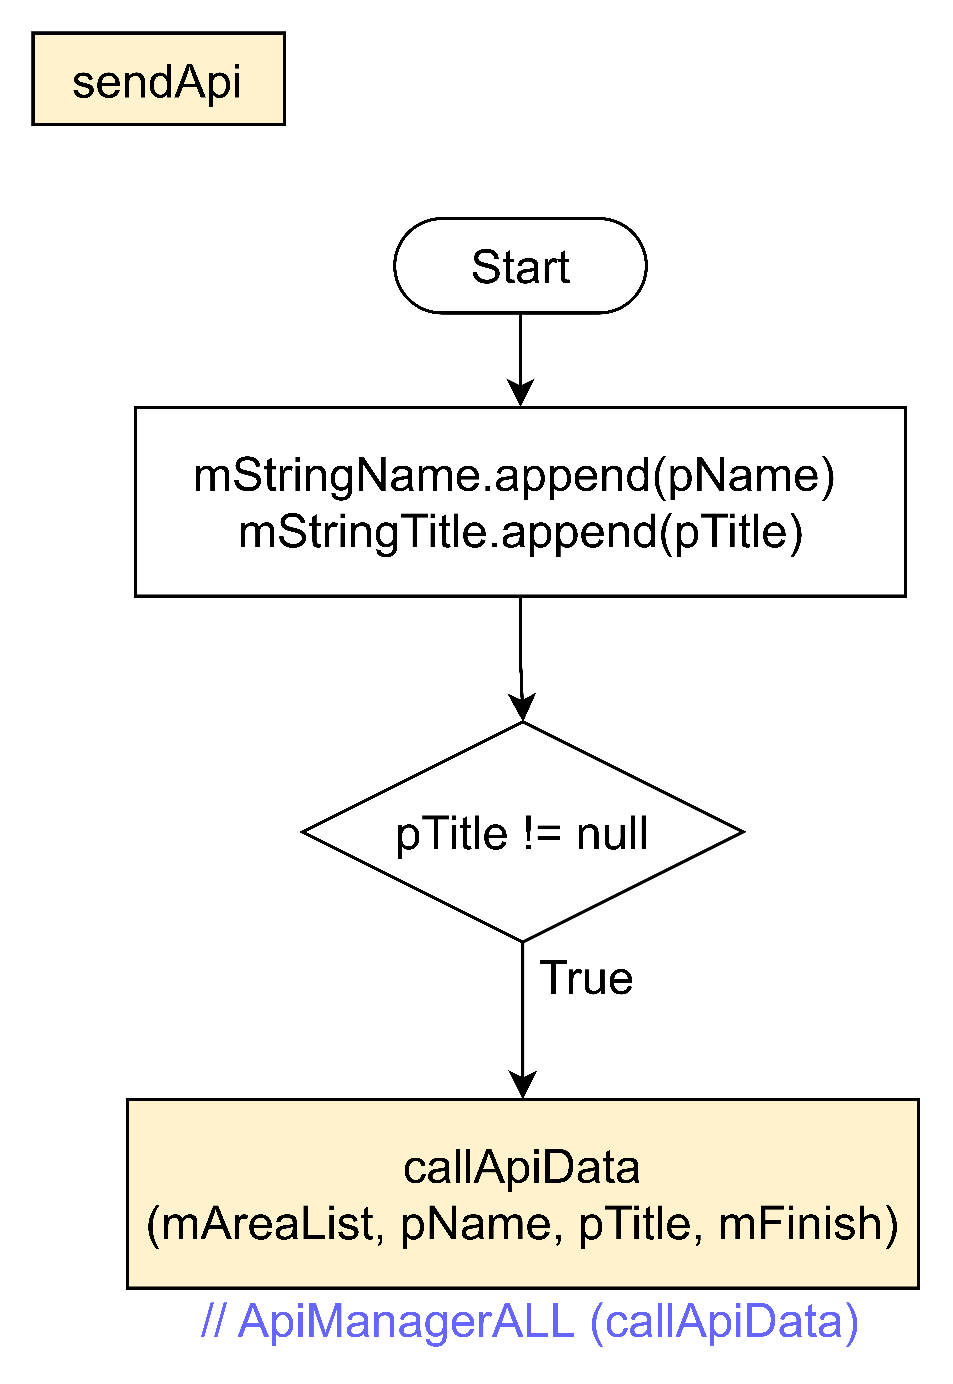 sendApi
Start
mStringName.append(pName)
mStringTitle.append(pTitle)
pTitle != null
True
callApiData
(mAreaList, pName, pTitle, mFinish)
// ApiManagerALL (callApiData)